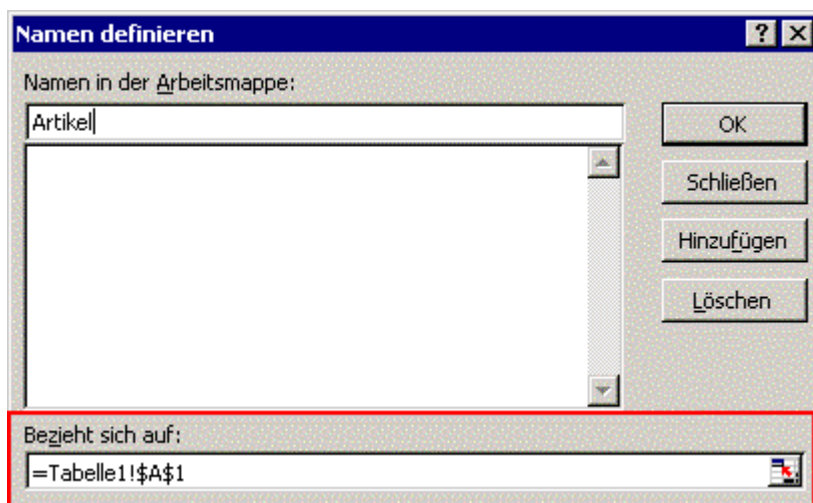 Namen definieren
Namen in der Arbeitsmappe:
Artikel
OK
Schließen
Hinzufügen
Löschen
Bezieht sich auf:
=Tabelle1!$A$1